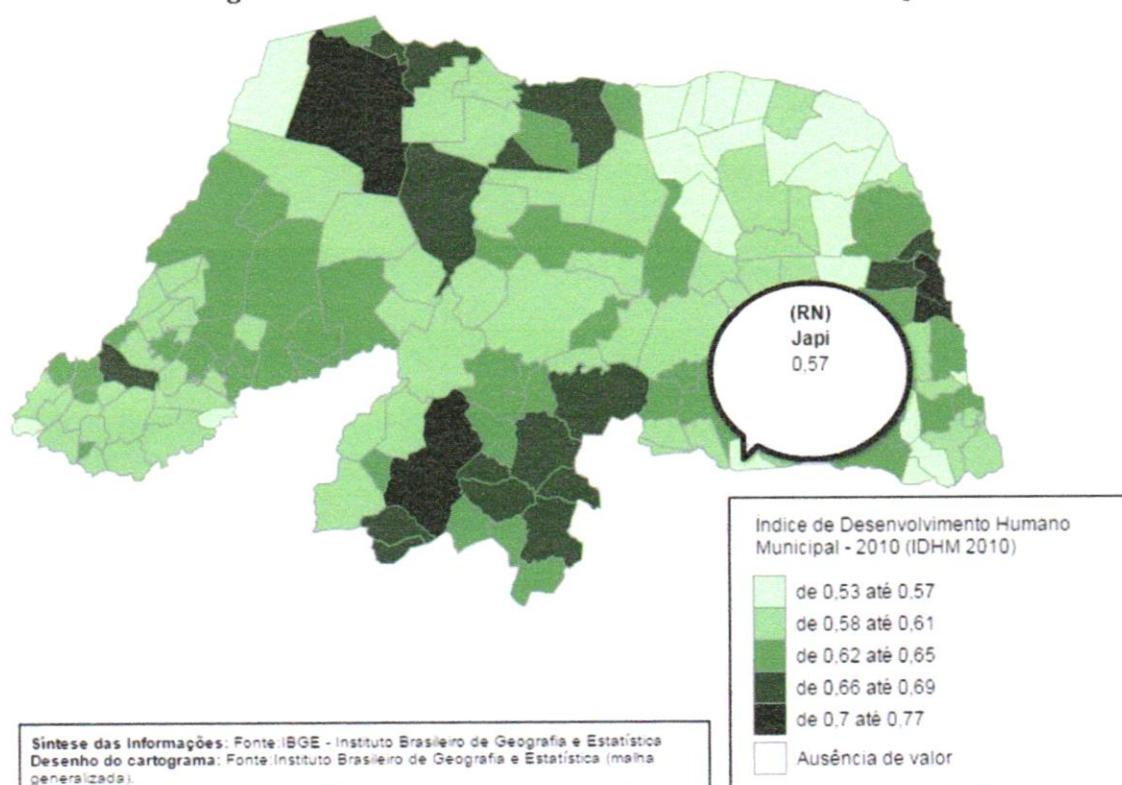 (RN)
Japi
0,57
Índice de Desenvolvimento Humano
Municipal - 2010 (IDHM 2010)
de 0,53 até 0,57
de 0,58 até 0,61
de 0,62 até 0,65
de 0,66 até 0,69
de 0,7 até 0,77
Ausência de valor
Síntese das Informações: Fonte:IBGE - Instituto Brasileiro de Geografia e Estatística
Desenho do cartograma: Fonte:Instituto Brasileiro de Geografia e Estatística (malha
generalizada).